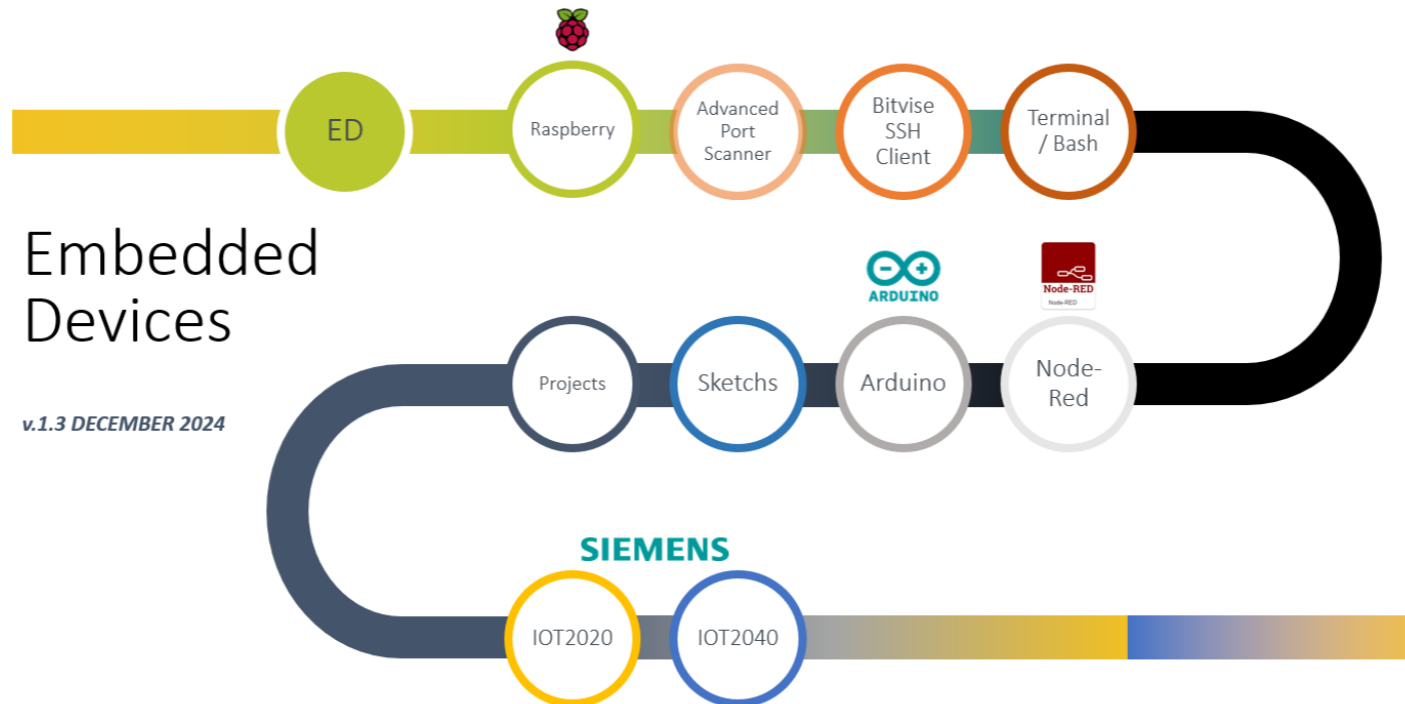 ED
Raspberry
Advanced
Port
Scanner
Bitvise
SSH
Client
Terminal
/ Bash
Embedded
Devices
v.1.3 DECEMBER 2024
ARDUINO
Node-RED
Node-RED
Projects
Sketchs
Arduino
Node-
Red
SIEMENS
IOT2020
IOT2040